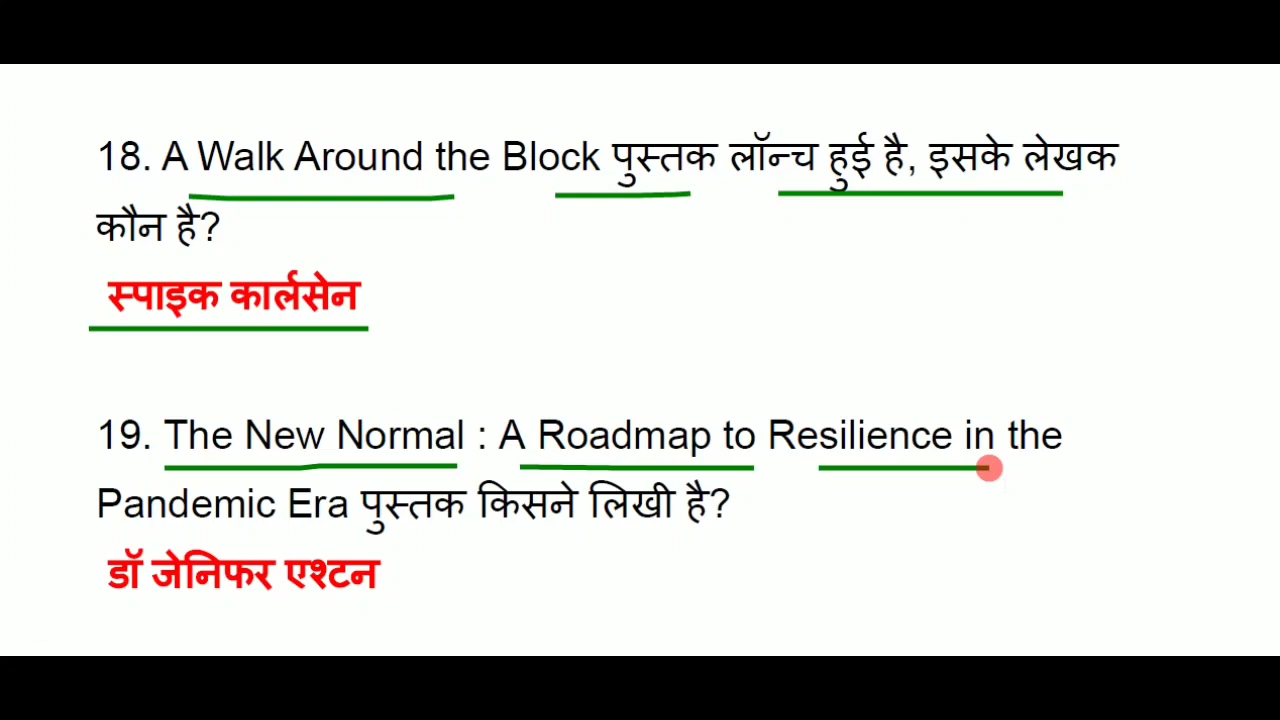 18. A Walk Around the Block पुस्तक लॉन्च हुई है, इसके लेखक
कौन है?
स्पाइक कार्लसेन
19. The New Normal : A Roadmap to Resilience in the
Pandemic Era पुस्तक किसने लिखी है?
डॉ जेनिफर एश्टन